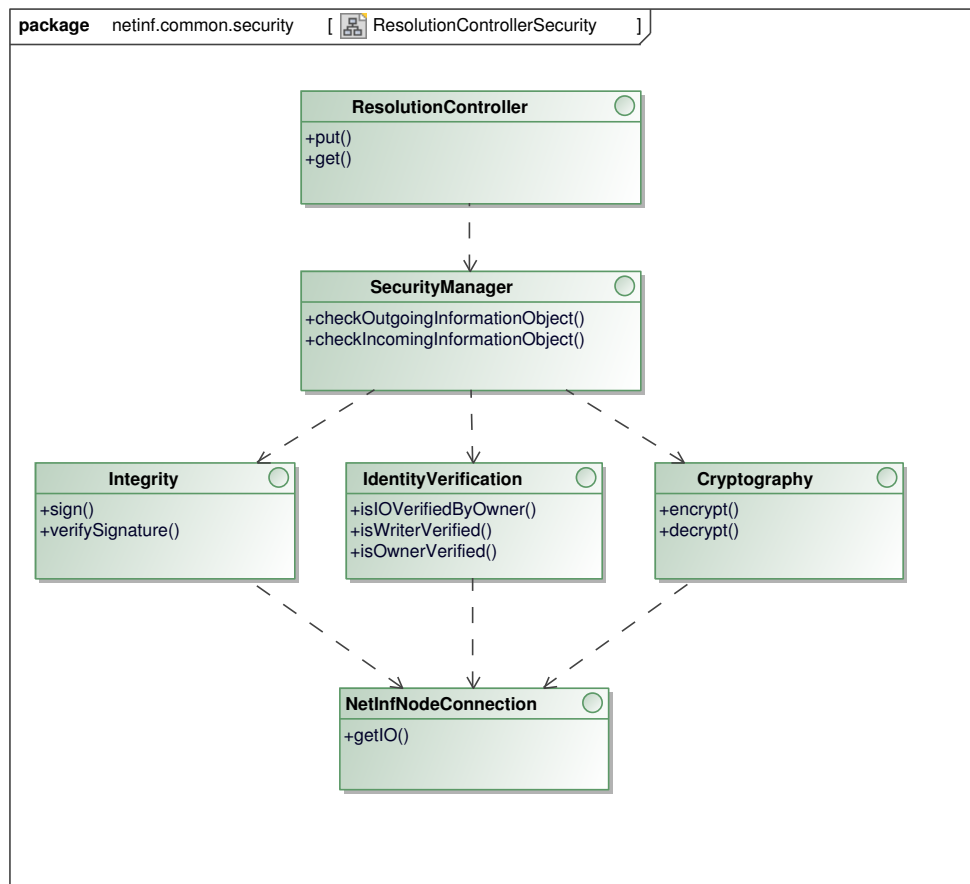 package netinf.common.security [ ResolutionControllerSecurity ]
ResolutionController
+put()
+get()
SecurityManager
+checkOutgoingInformationObject()
+checkIncomingInformationObject()
Integrity
+sign()
+verifySignature()
IdentityVerification
+isIOVerifiedByOwner()
+isWriterVerified()
+isOwnerVerified()
Cryptography
+encrypt()
+decrypt()
NetInfNodeConnection
+getIO()